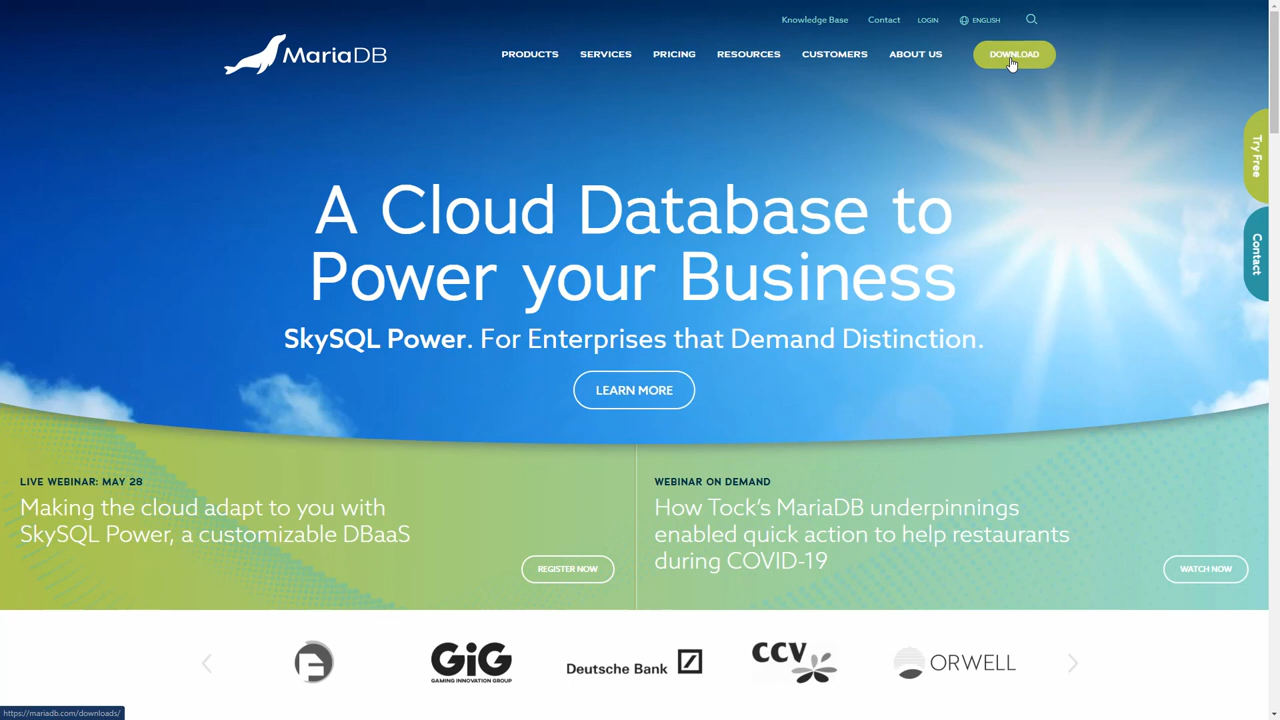 Knowledge Base Contact LOGIN ENGLISH
MariaDB
PRODUCTS SERVICES PRICING RESOURCES CUSTOMERS ABOUT US DOWNLOAD
Try Free
Contact
A Cloud Database to
Power your Business
SkySQL Power. For Enterprises that Demand Distinction.
LEARN MORE
LIVE WEBINAR: MAY 28
Making the cloud adapt to you with
SkySQL Power, a customizable DBaaS
REGISTER NOW
WEBINAR ON DEMAND
How Tock's MariaDB underpinnings
enabled quick action to help restaurants
during COVID-19
WATCH NOW
GiG
GAMING INNOVATION GROUP
Deutsche Bank
CCV
ORWELL
https://mariadb.com/downloads/